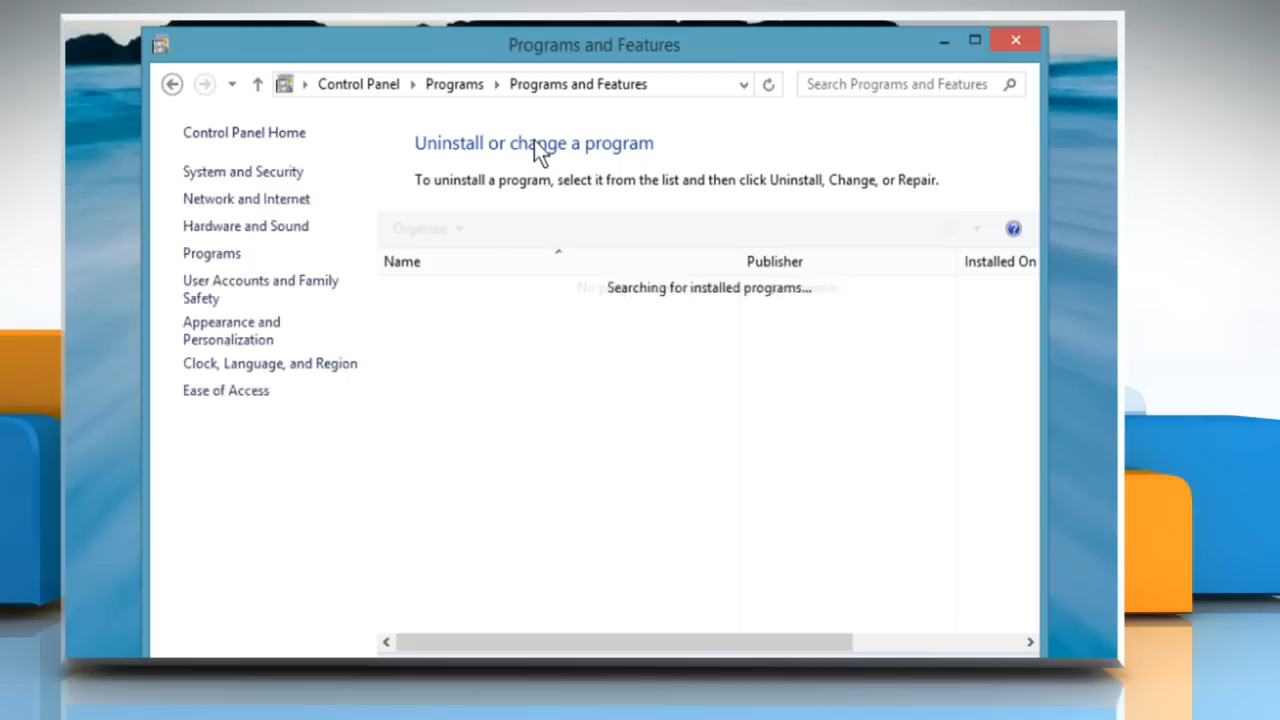 Programs and Features
Control Panel Programs Programs and Features Search Programs and Features
Control Panel Home
System and Security
Network and Internet
Hardware and Sound
Programs
User Accounts and Family
Safety
Appearance and
Personalization
Clock, Language, and Region
Ease of Access
Uninstall or change a program
To uninstall a program, select it from the list and then click Uninstall, Change, or Repair.
Organize
Name Publisher Installed On
Searching for installed programs...